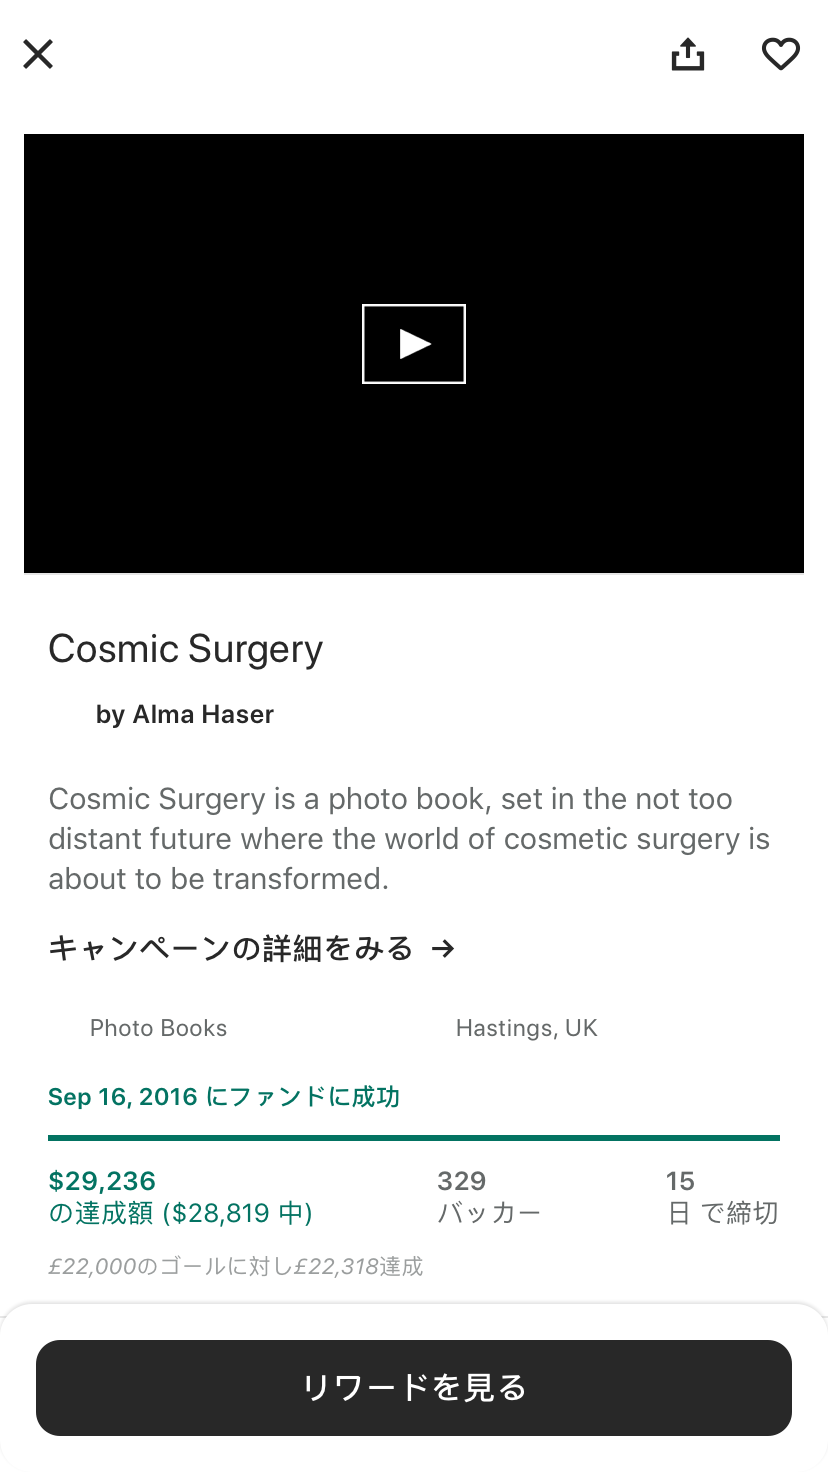 Cosmic Surgery
by Alma Haser
Cosmic Surgery is a photo book, set in the not too
distant future where the world of cosmetic surgery is
about to be transformed.
キャンペーンの詳細をみる →
Photo Books
Hastings, UK
Sep 16, 2016 にファンドに成功
$29,236
の達成額 ($28,819 中)
329
バッカー
15
日 で締切
£22,000のゴールに対し£22,318達成
リワードを見る